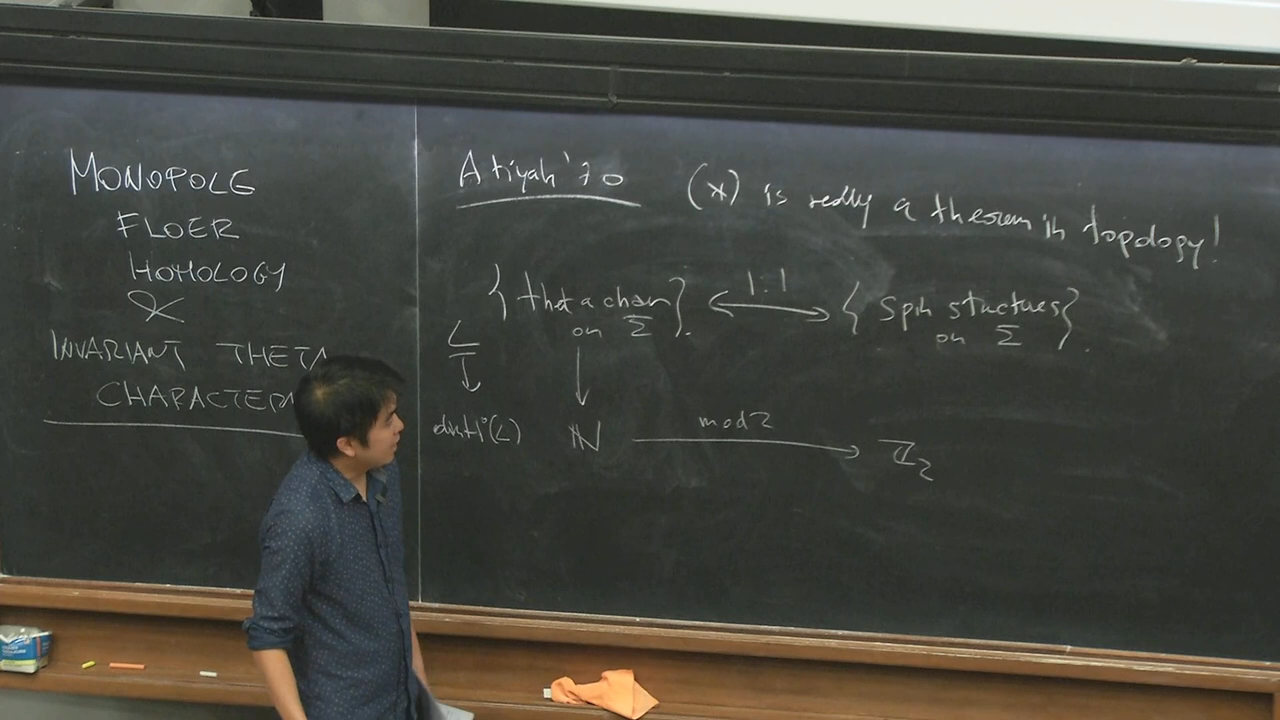 MONOPOLE
FLOER
HOMOLOGY
&
INVARIANT THETA
CHARACTERI
Atiyah '70
(*) is really a theorem in topology!
{theta char on Σ}. ⟷ 1:1 {Spin structures on Σ}.
L
↓ ↓
dim H⁰(L) ℕ mod 2 → ℤ₂